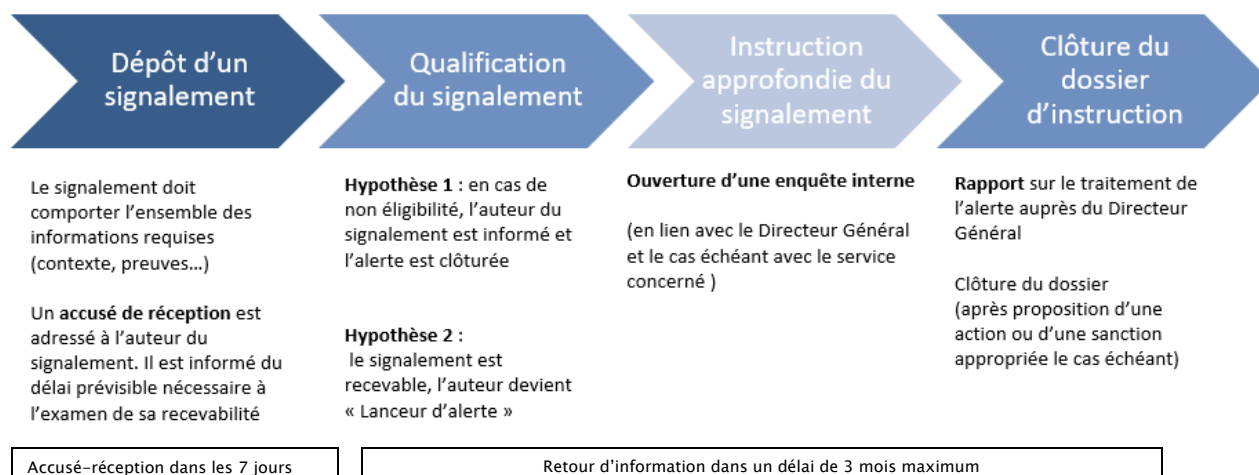 Dépôt d’un
signalement
Qualification
du signalement
Instruction
approfondie du
signalement
Clôture du
dossier
d’instruction
Le signalement doit
comporter l’ensemble des
informations requises
(contexte, preuves…)
Un accusé de réception est
adressé à l’auteur du
signalement. Il est informé du
délai prévisible nécessaire à
l’examen de sa recevabilité
Hypothèse 1 : en cas de
non éligibilité, l’auteur du
signalement est informé et
l’alerte est clôturée
Hypothèse 2 :
le signalement est
recevable, l’auteur devient
« Lanceur d’alerte »
Ouverture d’une enquête interne
(en lien avec le Directeur Général
et le cas échéant avec le service
concerné )
Rapport sur le traitement de
l’alerte auprès du Directeur
Général
Clôture du dossier
(après proposition d’une
action ou d’une sanction
appropriée le cas échéant)
Accusé-réception dans les 7 jours
Retour d’information dans un délai de 3 mois maximum